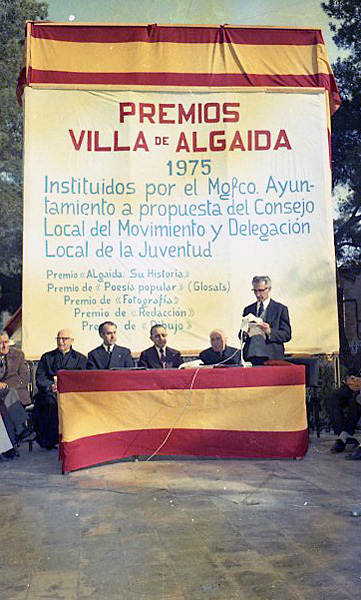 PREMIOS
VILLA DE ALGAIDA
1975
Instituidos por el Mgfco. Ayun-
tamiento a propuesta del Consejo
Local del Movimiento y Delegación
Local de la Juventud
Premio «ALgaida: Su Historia»
Premio de «Poesía popular» (Glosats)
Premio de «Fotografía»
Premio de «Redacción»
Premio de «Dibujo»